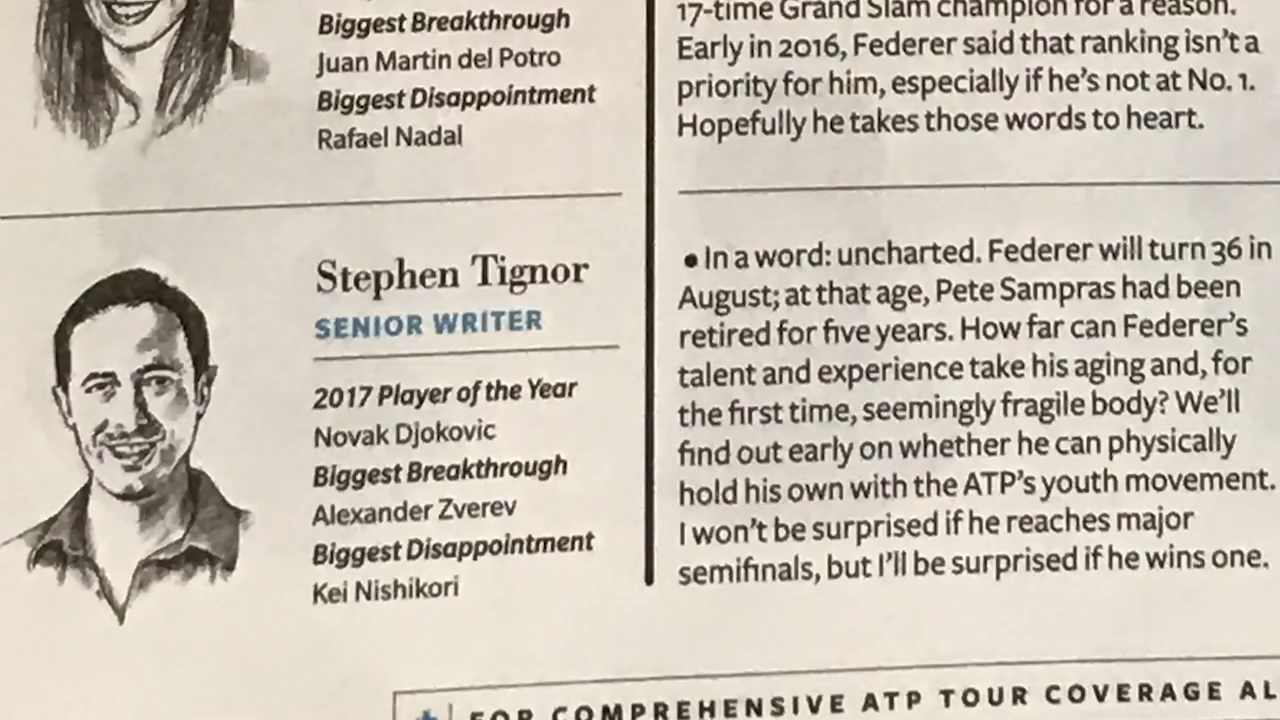 Biggest Breakthrough
Juan Martin del Potro
Biggest Disappointment
Rafael Nadal
17-time Grand Slam champion for a reason.
Early in 2016, Federer said that ranking isn't a
priority for him, especially if he's not at No. 1.
Hopefully he takes those words to heart.
Stephen Tignor
SENIOR WRITER
2017 Player of the Year
Novak Djokovic
Biggest Breakthrough
Alexander Zverev
Biggest Disappointment
Kei Nishikori
• In a word: uncharted. Federer will turn 36 in
August; at that age, Pete Sampras had been
retired for five years. How far can Federer's
talent and experience take his aging and, for
the first time, seemingly fragile body? We'll
find out early on whether he can physically
hold his own with the ATP's youth movement.
I won't be surprised if he reaches major
semifinals, but I'll be surprised if he wins one.
FOR COMPREHENSIVE ATP TOUR COVERAGE AL